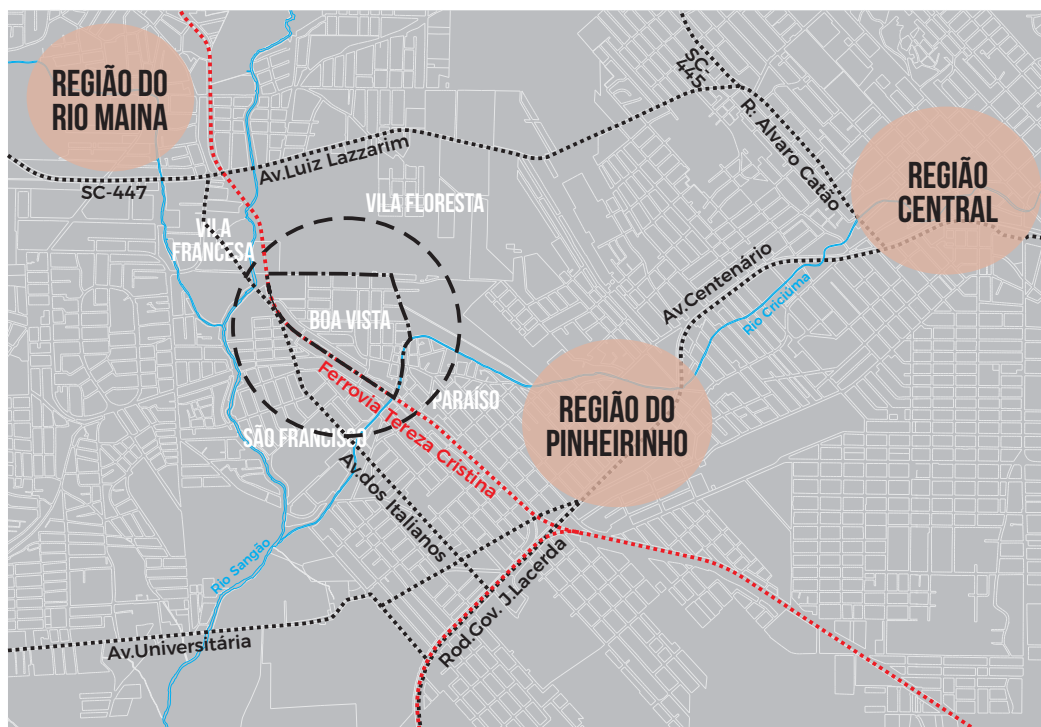 REGIÃO DO
RIO MAINA
SC-
445
R. Alvaro Catão
REGIÃO
CENTRAL
Av.Luiz Lazzarim
SC-447
VILA FLORESTA
VILA
FRANCESA
Av.Centenário
Rio Criciúma
BOA VISTA
Ferrovia Tereza Cristina
PARAÍSO
REGIÃO DO
PINHEIRINHO
SÃO FRANCISCO
Av.dos Italianos
Rio Sangão
Rod.Gov. J.Lacerda
Av.Universitária